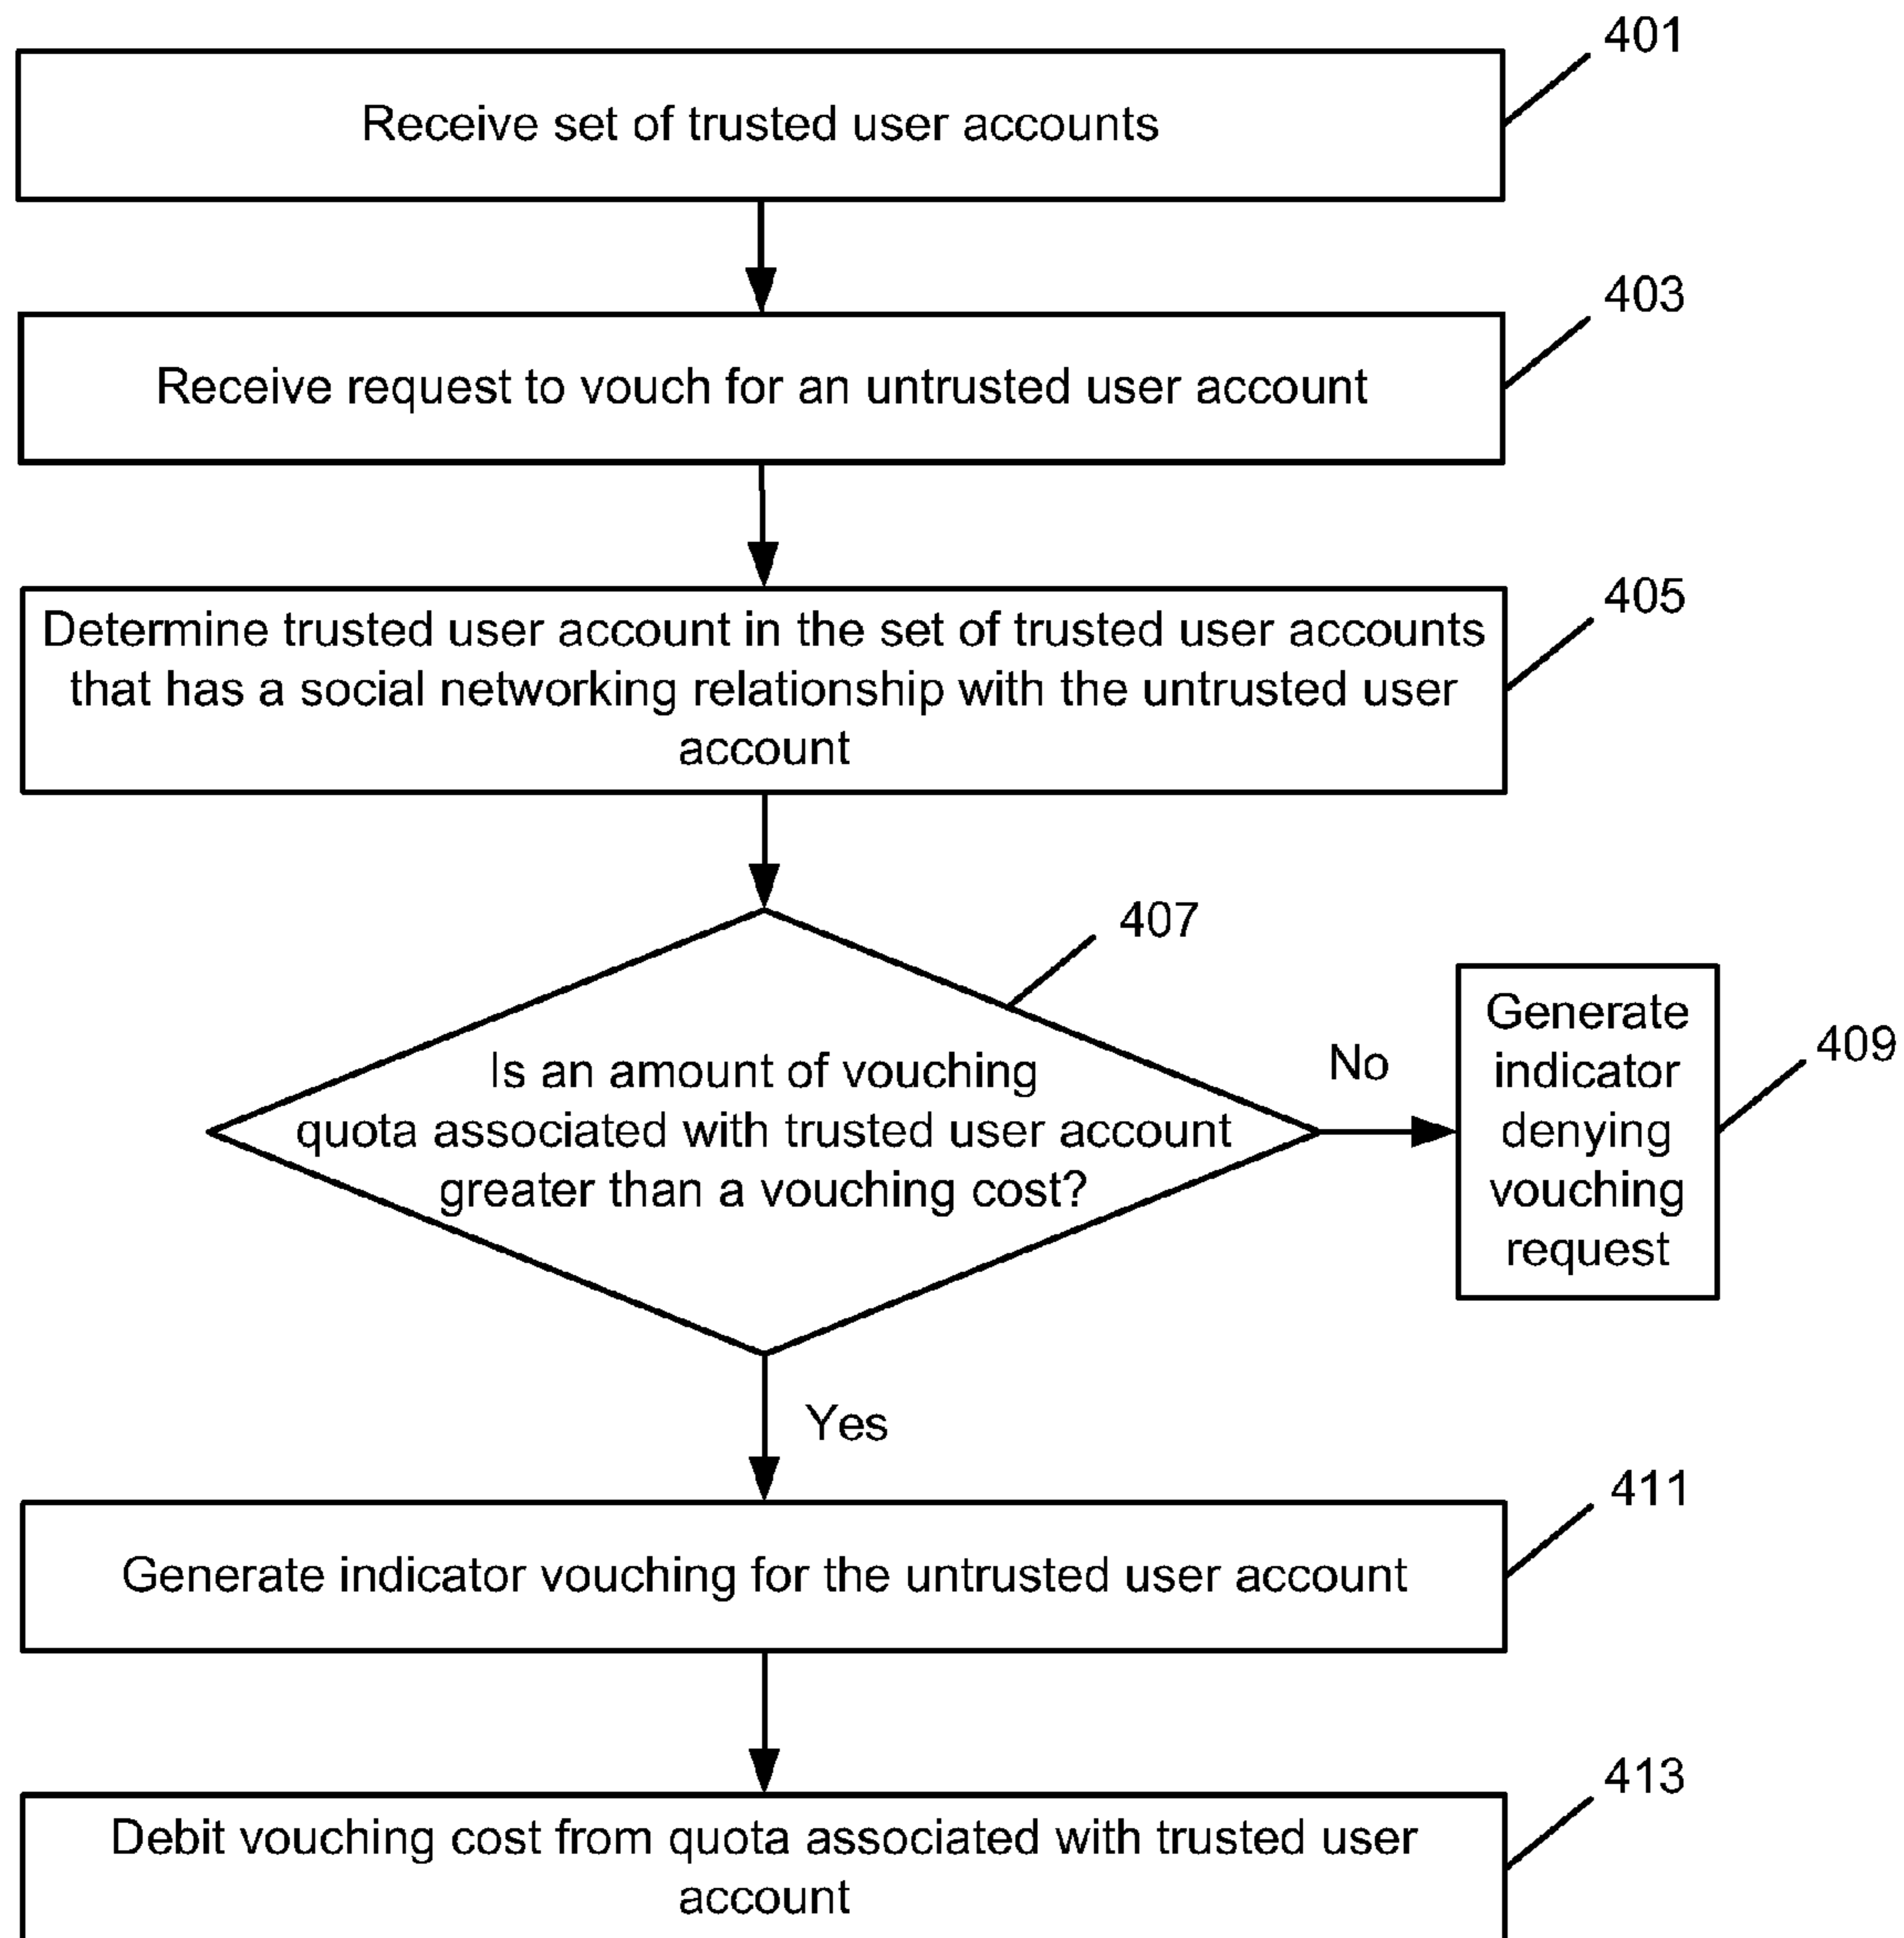 401
Receive set of trusted user accounts
403
Receive request to vouch for an untrusted user account
405
Determine trusted user account in the set of trusted user accounts
that has a social networking relationship with the untrusted user
account
407
Is an amount of vouching
quota associated with trusted user account
greater than a vouching cost?
No
Generate
indicator
denying
vouching
request
409
Yes
411
Generate indicator vouching for the untrusted user account
413
Debit vouching cost from quota associated with trusted user
account